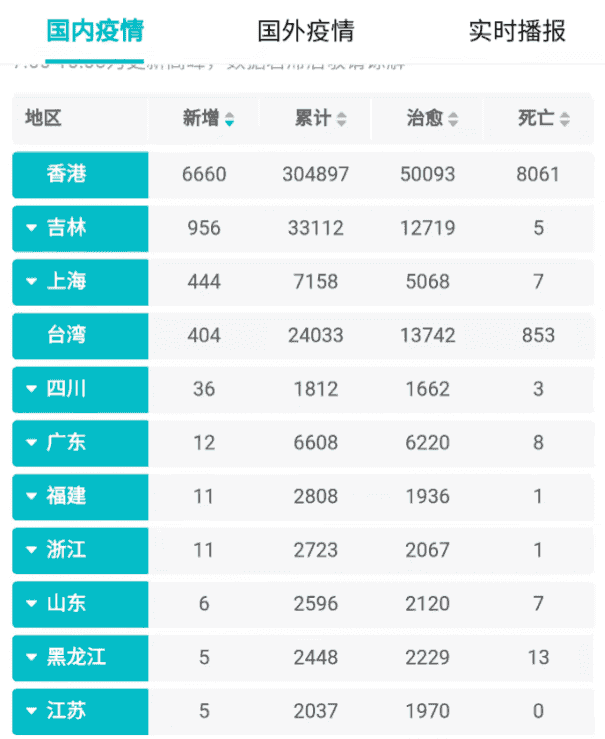 国内疫情 国外疫情 实时播报
地区 新增 累计 治愈 死亡
香港 6660 304897 50093 8061
吉林 956 33112 12719 5
上海 444 7158 5068 7
台湾 404 24033 13742 853
四川 36 1812 1662 3
广东 12 6608 6220 8
福建 11 2808 1936 1
浙江 11 2723 2067 1
山东 6 2596 2120 7
黑龙江 5 2448 2229 13
江苏 5 2037 1970 0